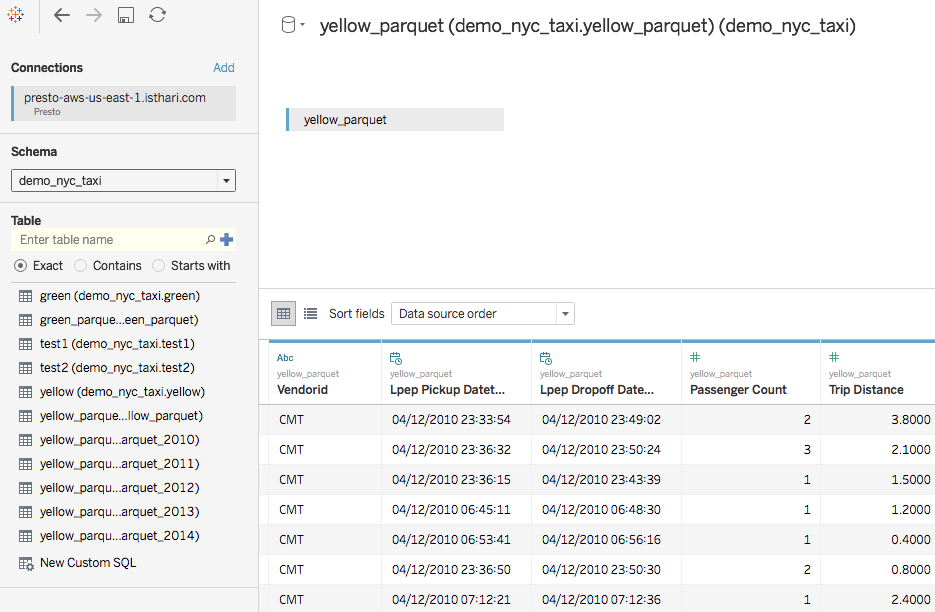 yellow_parquet (demo_nyc_taxi.yellow_parquet) (demo_nyc_taxi)
Connections Add
presto-aws-us-east-1.isthari.com
Presto
Schema
demo_nyc_taxi
Table
Enter table name
Exact Contains Starts with
green (demo_nyc_taxi.green)
green_parque...een_parquet)
test1 (demo_nyc_taxi.test1)
test2 (demo_nyc_taxi.test2)
yellow (demo_nyc_taxi.yellow)
yellow_parque...llow_parquet)
yellow_parqu...arquet_2010)
yellow_parqu...arquet_2011)
yellow_parqu...arquet_2012)
yellow_parqu...arquet_2013)
yellow_parqu...arquet_2014)
New Custom SQL
yellow_parquet
Sort fields Data source order
Abc # #
yellow_parquet yellow_parquet yellow_parquet yellow_parquet yellow_parquet
Vendorid Lpep Pickup Datet... Lpep Dropoff Date... Passenger Count Trip Distance
CMT 04/12/2010 23:33:54 04/12/2010 23:49:02 2 3.8000
CMT 04/12/2010 23:36:32 04/12/2010 23:50:24 3 2.1000
CMT 04/12/2010 23:36:15 04/12/2010 23:43:39 1 1.5000
CMT 04/12/2010 06:45:11 04/12/2010 06:48:30 1 1.2000
CMT 04/12/2010 06:53:41 04/12/2010 06:56:16 1 0.4000
CMT 04/12/2010 23:36:50 04/12/2010 23:50:30 2 0.8000
CMT 04/12/2010 07:12:21 04/12/2010 07:12:36 1 2.4000